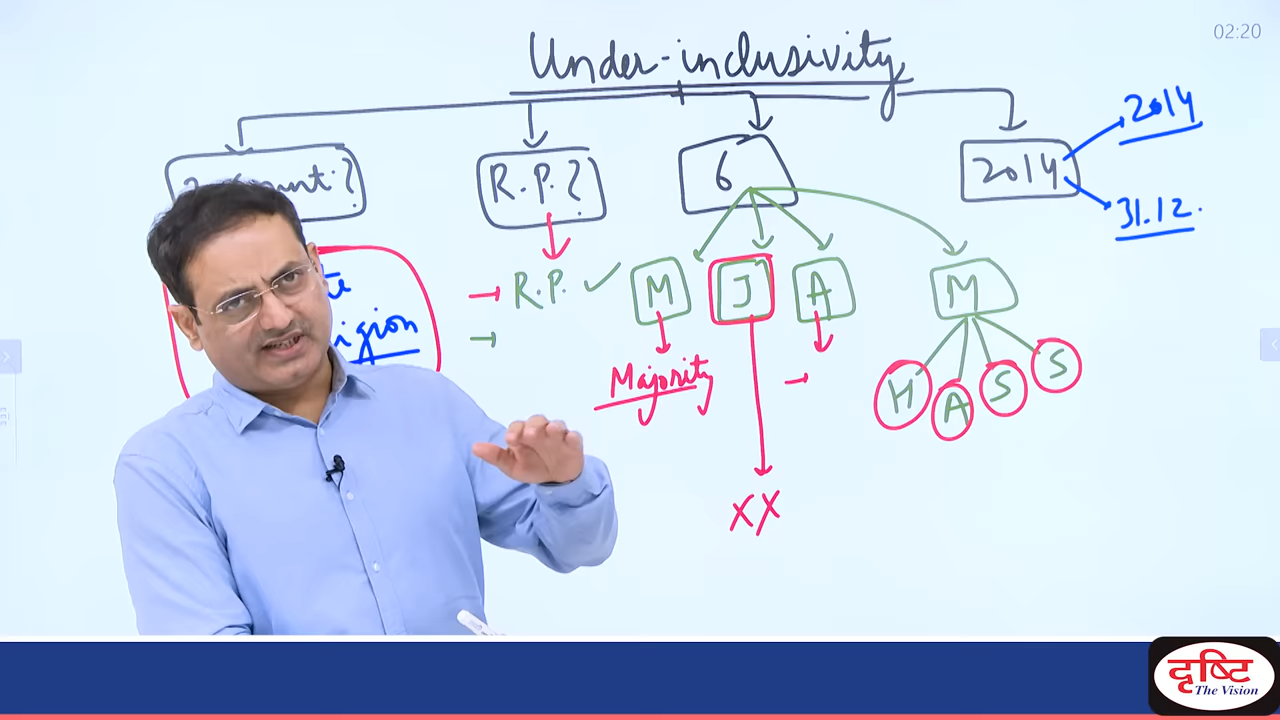 02:20
Under-inclusivity
R.P.?
6
2014
2014
31.12.
R.P. ✓
M
J
A
M
Majority
H
A
S
S
XX
दृष्टि
The Vision